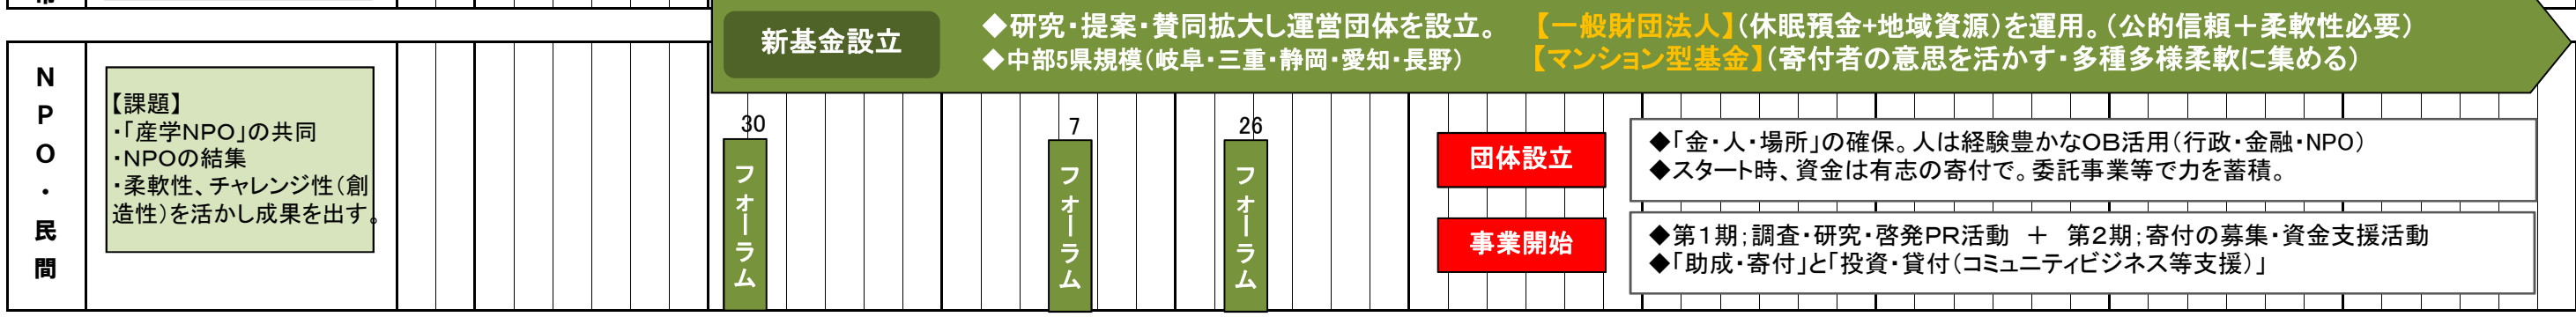 新基金設立
◆研究・提案・賛同拡大し運営団体を設立。 【一般財団法人】(休眠預金+地域資源)を運用。(公的信頼+柔軟性必要)
◆中部5県規模(岐阜・三重・静岡・愛知・長野) 【マンション型基金】(寄付者の意思を活かす・多種多様柔軟に集める)
NPO・民間
【課題】
・「産学NPO」の共同
・NPOの結集
・柔軟性、チャレンジ性(創
造性)を活かし成果を出す。
30
フォーラム
7
フォーラム
26
フォーラム
団体設立
◆「金・人・場所」の確保。人は経験豊かなOB活用(行政・金融・NPO)
◆スタート時、資金は有志の寄付で。委託事業等で力を蓄積。
事業開始
◆第1期;調査・研究・啓発PR活動 + 第2期;寄付の募集・資金支援活動
◆「助成・寄付」と「投資・貸付(コミュニティビジネス等支援)」